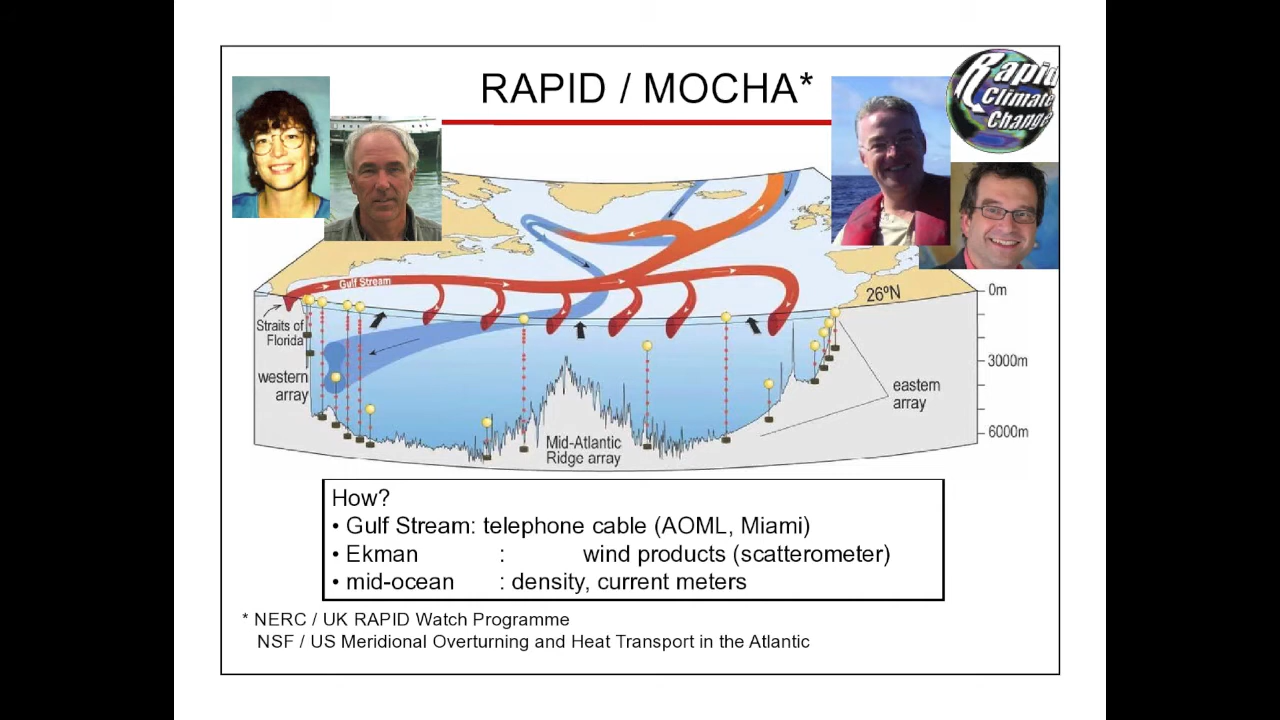 RAPID / MOCHA*
Rapid
Climate
Change
Gulf Stream
26ºN
0m
Straits of
Florida
3000m
western
array
eastern
array
6000m
Mid-Atlantic
Ridge array
How?
• Gulf Stream: telephone cable (AOML, Miami)
• Ekman : wind products (scatterometer)
• mid-ocean : density, current meters
* NERC / UK RAPID Watch Programme
NSF / US Meridional Overturning and Heat Transport in the Atlantic